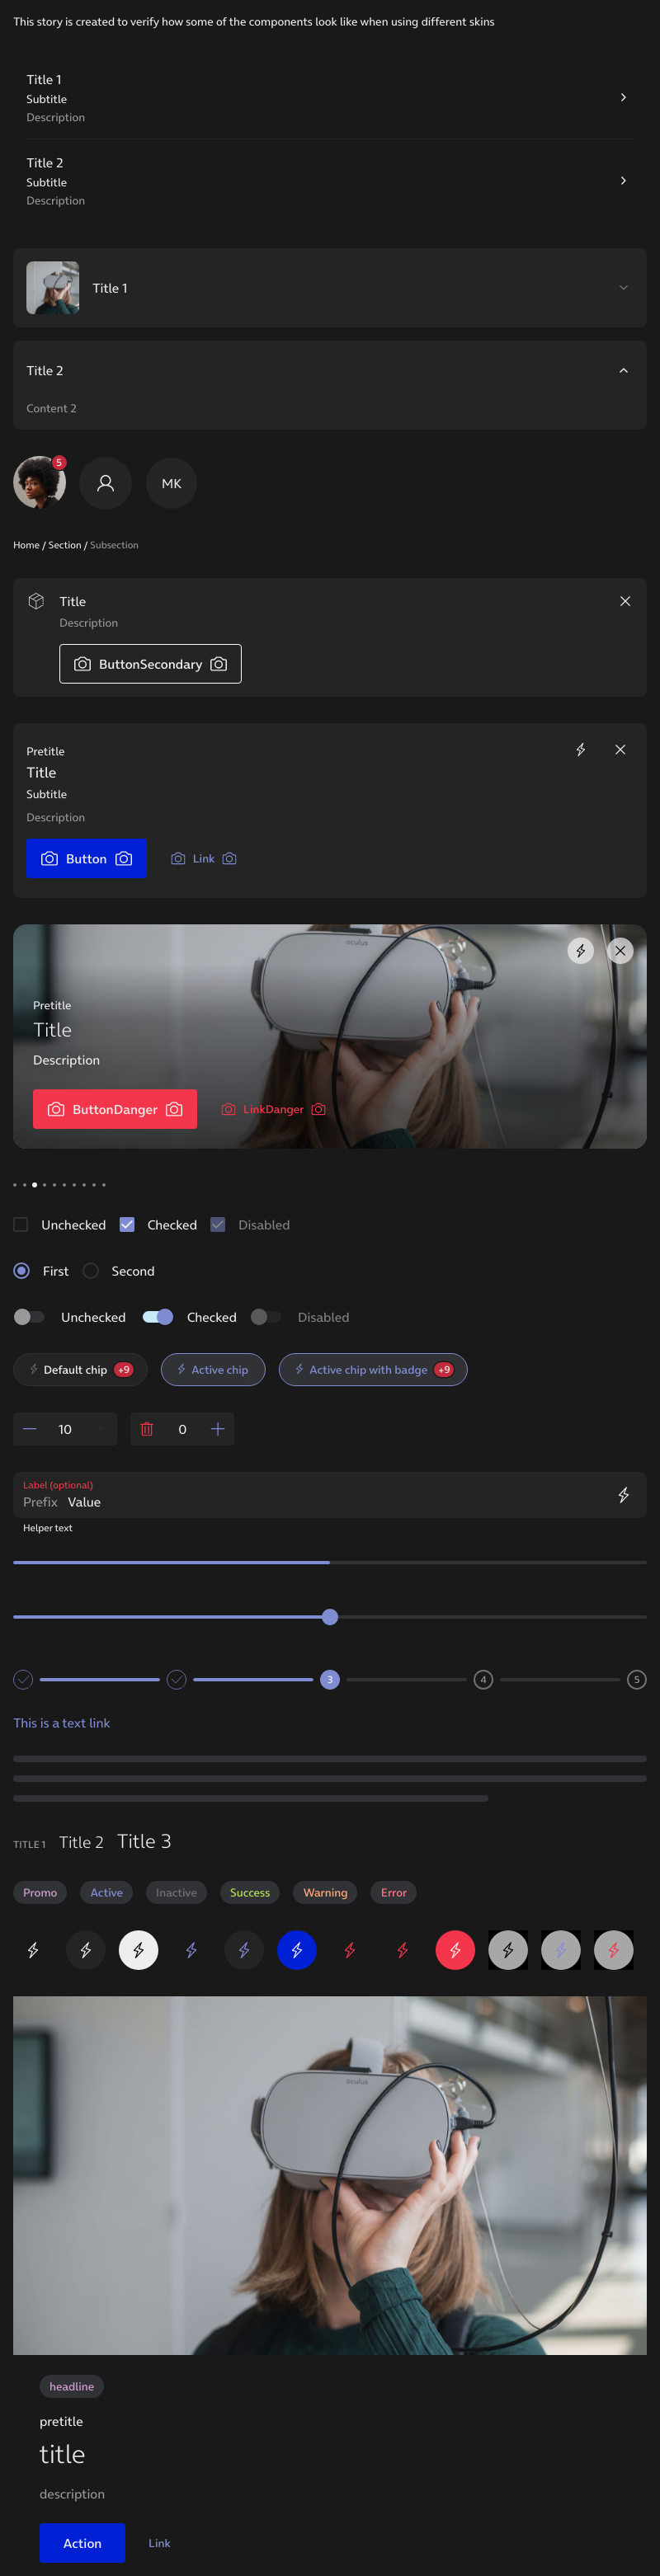 This story is created to verify how some of the components look like when using different skins
Title 1
Subtitle
Description
Title 2
Subtitle
Description
Title 1
Title 2
Content 2
5
MK
Home / Section / Subsection
Title
Description
ButtonSecondary
Pretitle
Title
Subtitle
Description
Button Link
oculus
Pretitle
Title
Description
ButtonDanger LinkDanger
Unchecked Checked Disabled
First Second
Unchecked Checked Disabled
Default chip +9 Active chip Active chip with badge +9
10 0
Label (optional)
Prefix Value
Helper text
3 4 5
This is a text link
TITLE 1 Title 2 Title 3
Promo Active Inactive Success Warning Error
oculus
headline
pretitle
title
description
Action Link